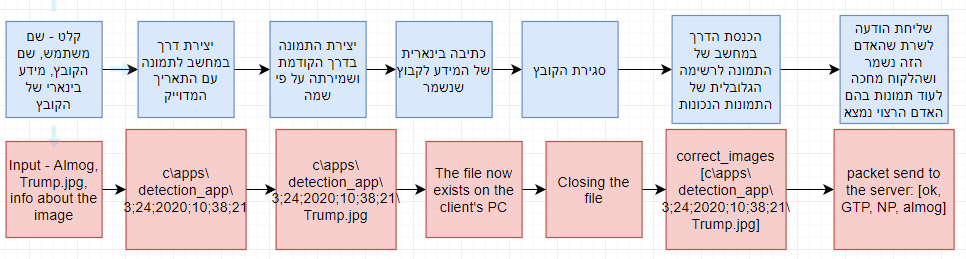 קלט - שם
משתמש, שם
הקובץ, מידע
בינארי של
הקובץ
יצירת דרך
במחשב לתמונה
עם התאריך
המדוייק
יצירת התמונה
בדרך הקודמת
ושמירתה על פי
שמה
כתיבה בינארית
של המידע לקבוץ
שנשמר
סגירת הקובץ
הכנסת הדרך
במחשב של
התמונה לרשימה
הגלובלית של
התמונות הנכונות
שליחת הודעה
לשרת שהאדם
הזה נשמר
ושהלקוח מחכה
לעוד תמונות בהם
האדם הרצוי נמצא
Input - Almog,
Trump.jpg,
info about the
image
c\apps\
detection_app\
3;24;2020;10;38;21
c\apps\
detection_app\
3;24;2020;10;38;21\
Trump.jpg
The file now
exists on the
client's PC
Closing the
file
correct_images
[c\apps\
detection_app\
3;24;2020;10;38;21\
Trump.jpg]
packet send to
the server: [ok,
GTP, NP, almog]